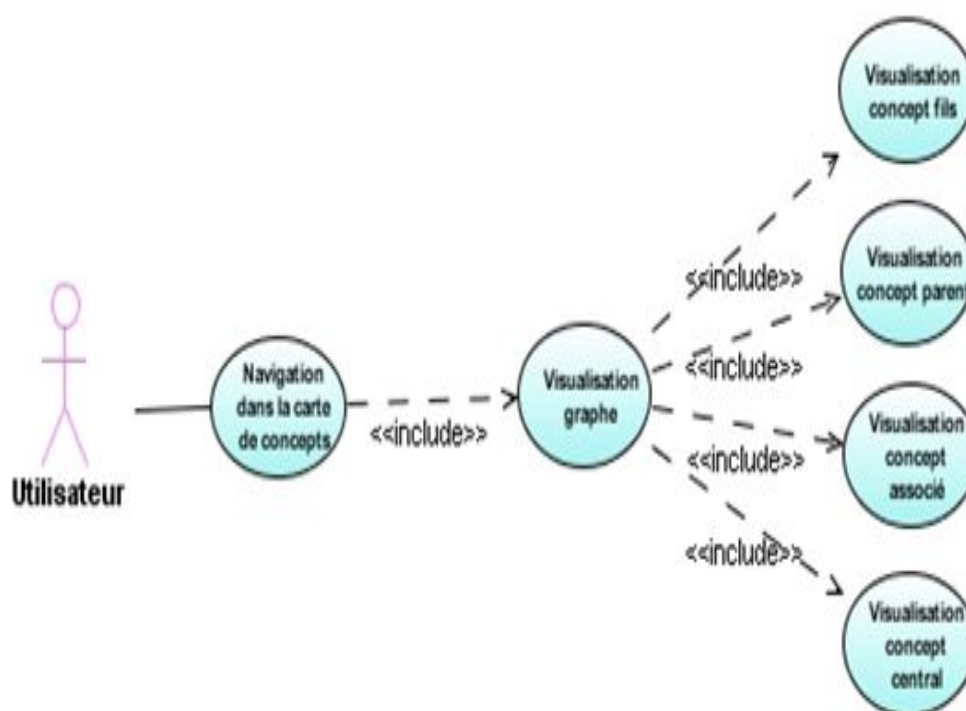 Visualisation
concept fils
<<include>>
Visualisation
concept parent
Navigation
dans la carte
de concepts
<<include>>
Visualisation
graphe
<<include>>
Visualisation
concept
associé
<<include>>
Utilisateur
<<include>>
Visualisation
concept
central